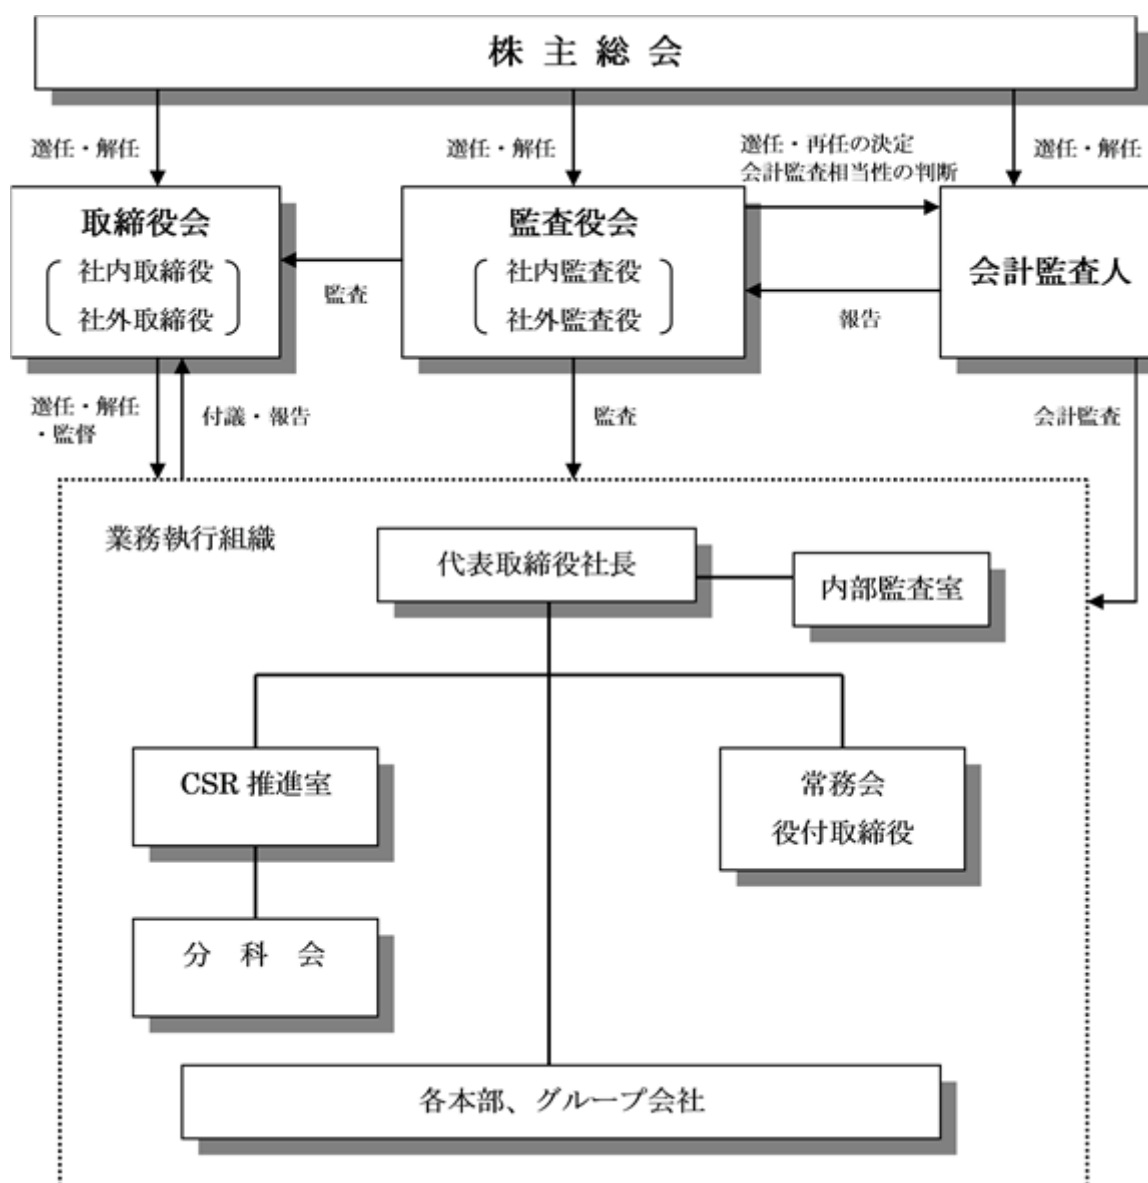 株主総会
選任・解任
選任・解任
選任・再任の決定
会計監査相当性の判断
選任・解任
取締役会
社内取締役
社外取締役
監査
監査役会
社内監査役
社外監査役
報告
会計監査人
選任・解任
・監督
付議・報告
監査
会計監査
業務執行組織
代表取締役社長
内部監査室
CSR 推進室
常務会
役付取締役
分 科 会
各本部、グループ会社